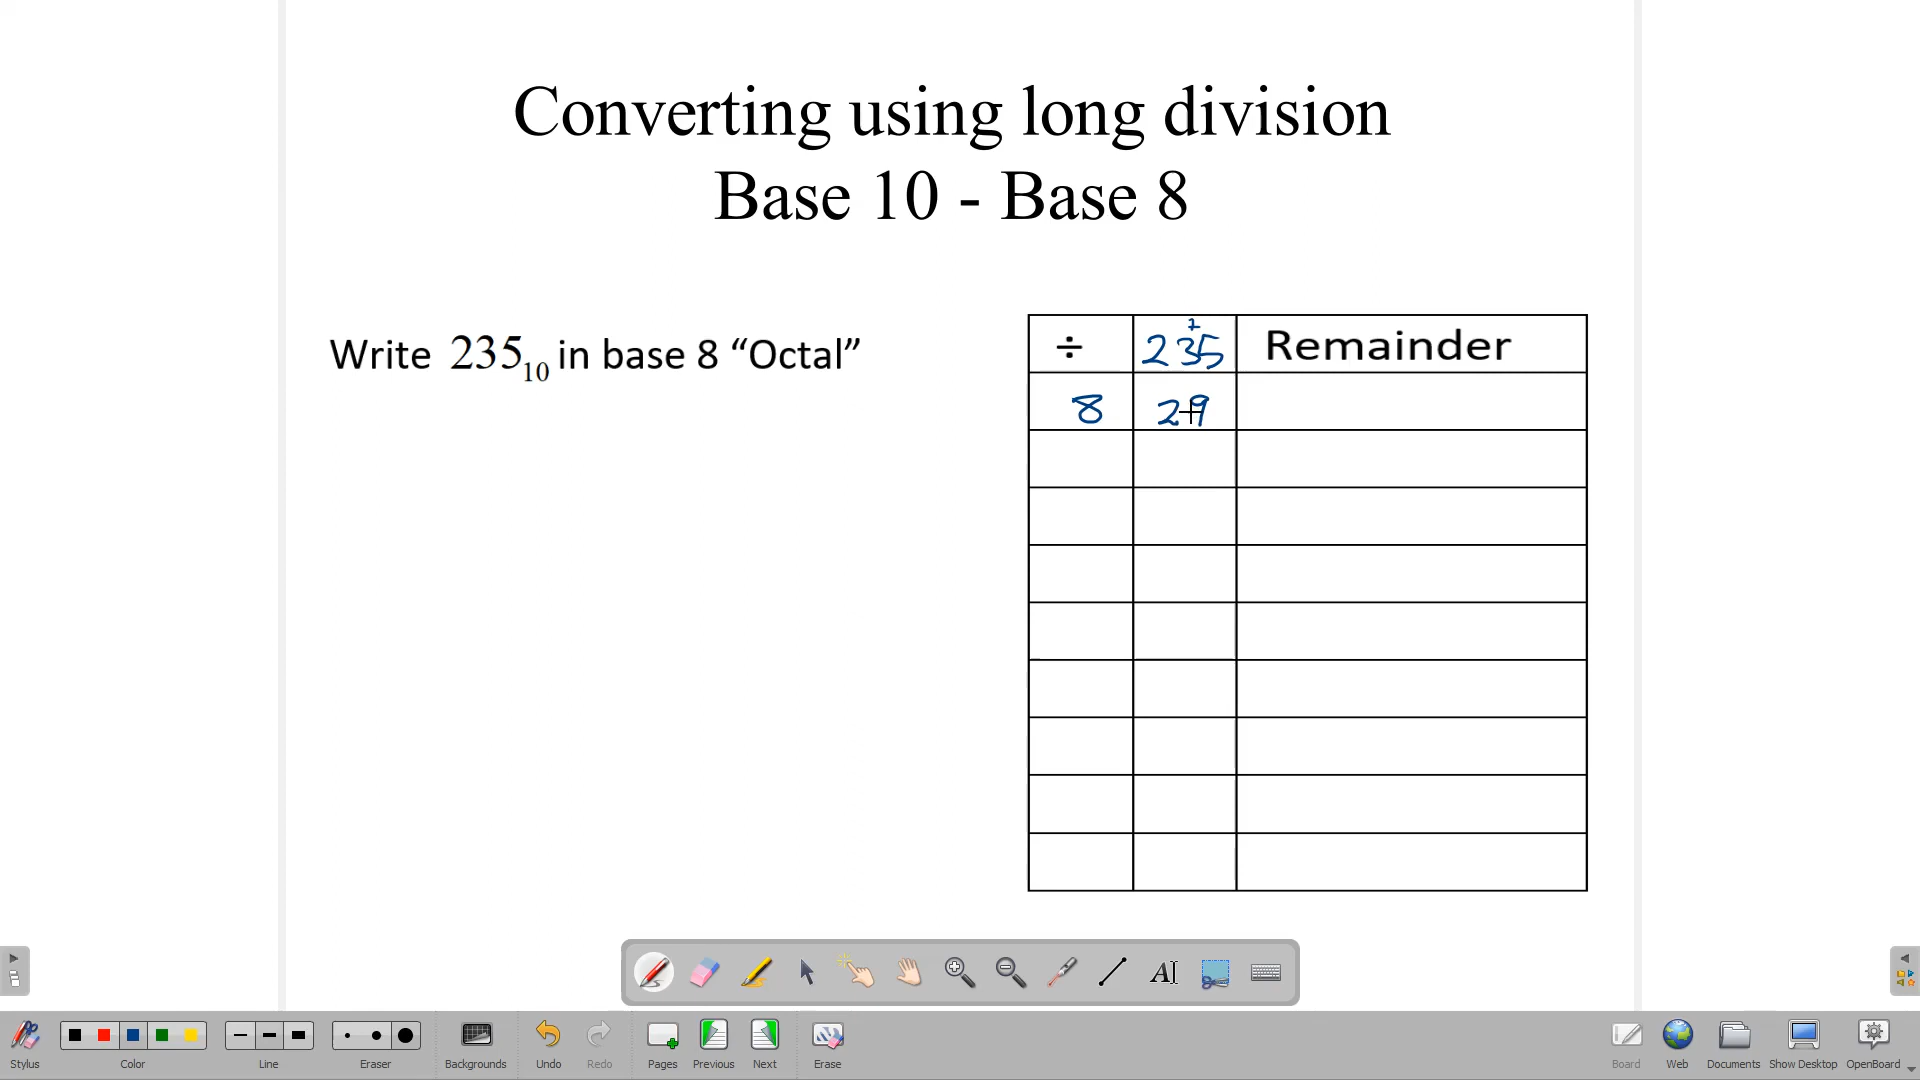 Converting using long division
Base 10 - Base 8
Write 235₁₀ in base 8 “Octal”
÷ 235 Remainder
8 29
Stylus
Color
Line
Eraser
Backgrounds
Undo
Redo
Pages
Previous
Next
Erase
Board
Web
Documents
Show Desktop
OpenBoard